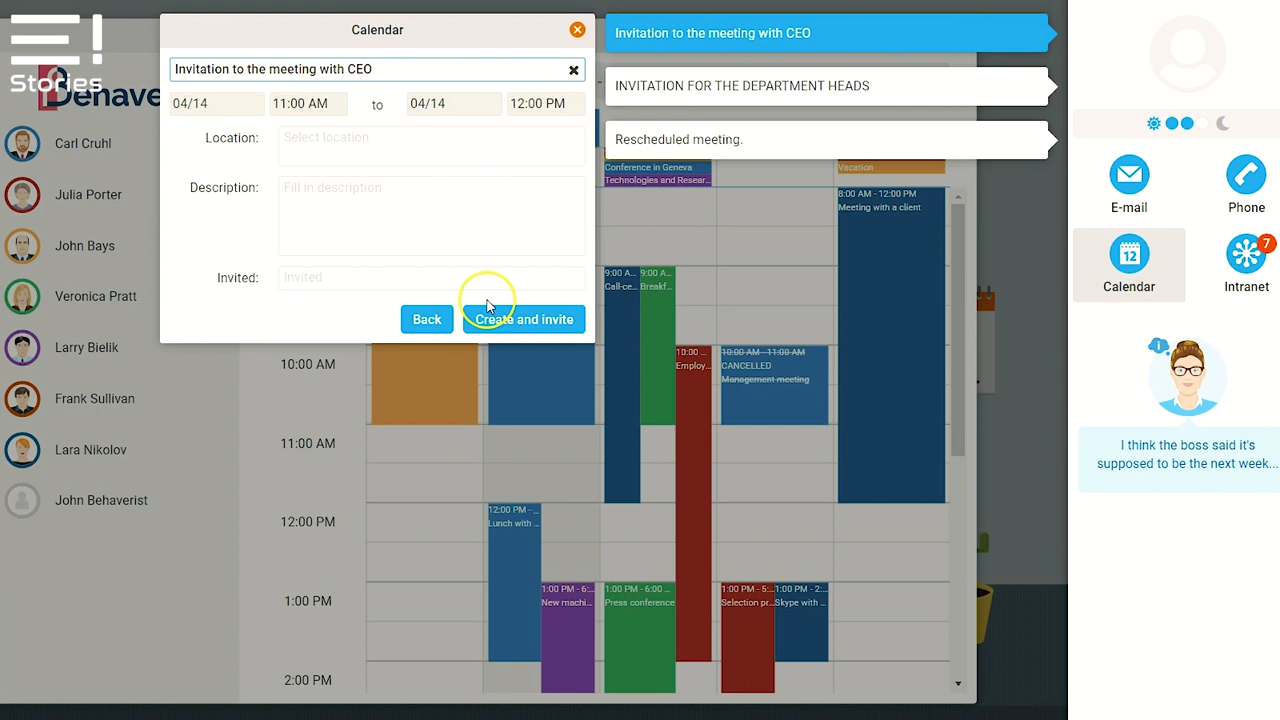 Stories
Benave
Carl Cruhl
Julia Porter
John Bays
Veronica Pratt
Larry Bielik
Frank Sullivan
Lara Nikolov
John Behaverist
Calendar
Invitation to the meeting with CEO
04/14
11:00 AM
to
04/14
12:00 PM
Location:
Select location
Description:
Fill in description
Invited:
Invited
Back
Create and invite
Invitation to the meeting with CEO
INVITATION FOR THE DEPARTMENT HEADS
Rescheduled meeting.
Conference in Geneva
Technologies and Resear...
Vacation
8:00 AM - 12:00 PM
Meeting with a client
9:00 A...
Call-ce...
9:00 A...
Breakf...
10:00 AM
10:00 ...
Employ...
10:00 AM - 11:00 AM
CANCELLED
Management meeting
11:00 AM
12:00 PM
12:00 PM - ...
Lunch with ...
1:00 PM
1:00 PM - 6:...
New machi...
1:00 PM - 6:00 ...
Press conference
1:00 PM - 5:...
Selection pr...
1:00 PM - 2:...
Skype with ...
2:00 PM
E-mail
Phone
12
7
Calendar
Intranet
I think the boss said it's
supposed to be the next week...